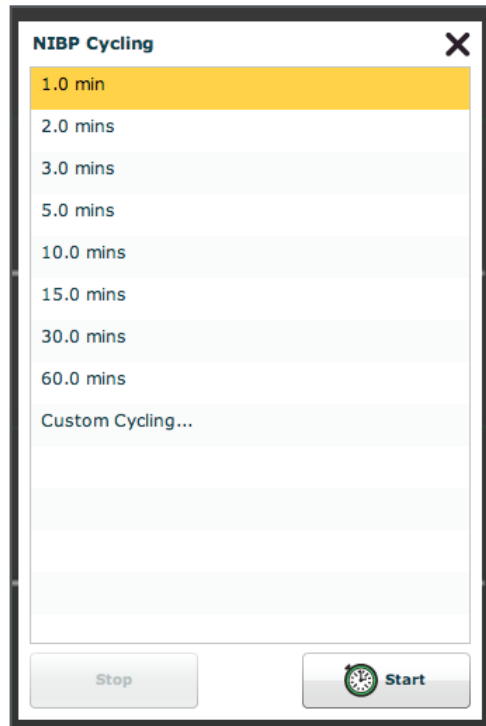 NIBP Cycling
1.0 min
2.0 mins
3.0 mins
5.0 mins
10.0 mins
15.0 mins
30.0 mins
60.0 mins
Custom Cycling...
Stop
Start